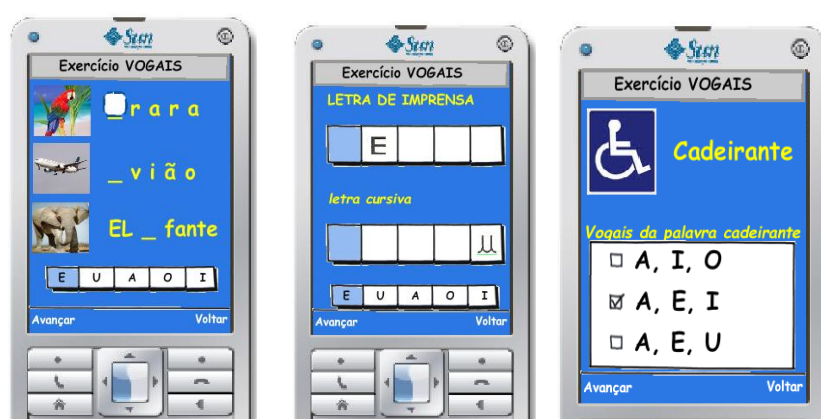 Sun
Exercício VOGAIS
_ r a r a
_ v i ã o
EL _ fante
E U A O I
Avançar Voltar
Sun
Exercício VOGAIS
LETRA DE IMPRENSA
E
letra cursiva
u
E U A O I
Avançar Voltar
Sun
Exercício VOGAIS
Cadeirante
Vogais da palavra cadeirante
A, I, O
A, E, I
A, E, U
Avançar Voltar